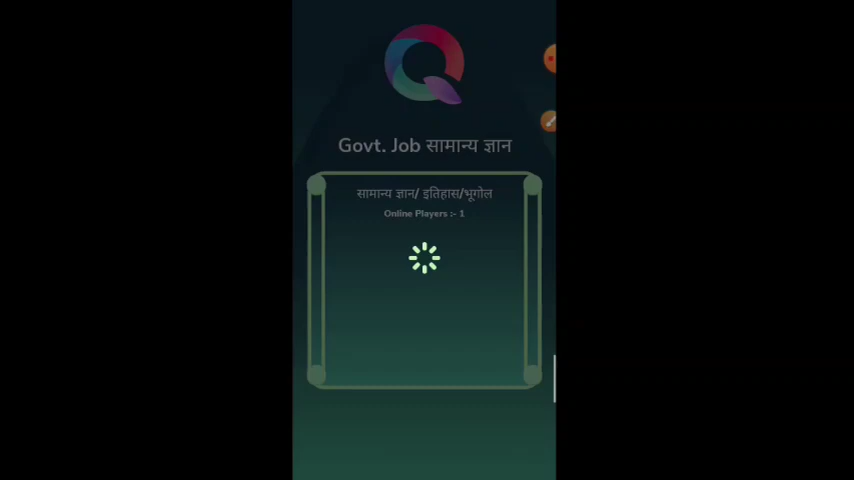 Govt. Job सामान्य ज्ञान
सामान्य ज्ञान/ इतिहास/भूगोल
Online Players :- 1